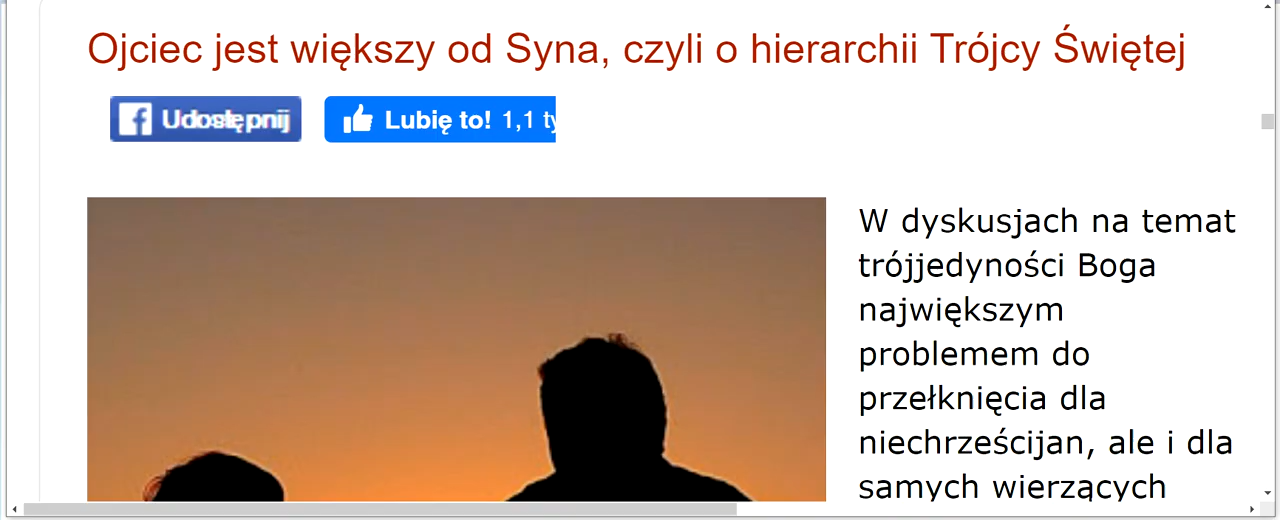 Ojciec jest większy od Syna, czyli o hierarchii Trójcy Świętej
Udostępnij
Lubię to! 1,1
W dyskusjach na temat
trójjedyności Boga
największym
problemem do
przełknięcia dla
niechrześcijan, ale i dla
samych wierzących